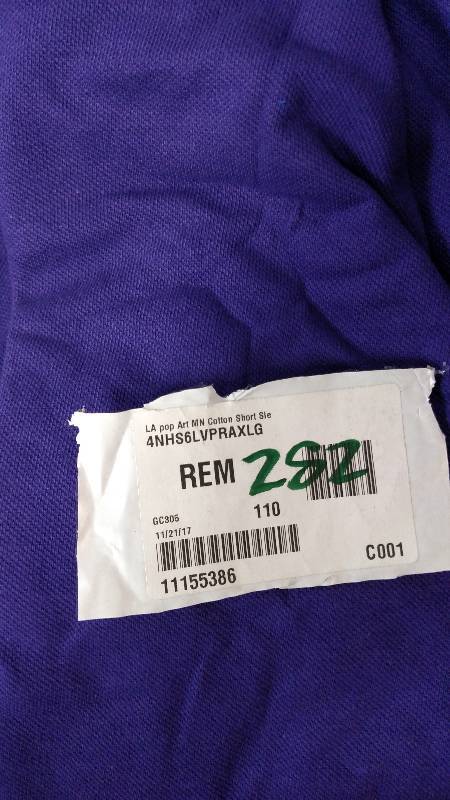 LA pop Art MN Cotton Short Sle
4NHS6LVPRAXLG
REM 282
GC305 110
11/21/17
11155386 C001